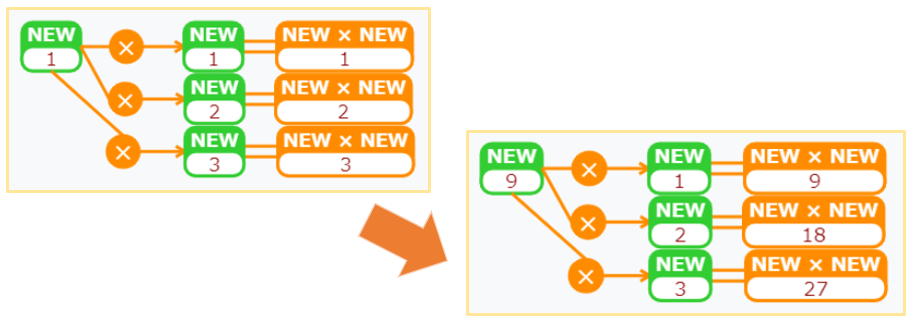 NEW × NEW NEW × NEW
1 × 1 1
NEW NEW × NEW
× 2 2
NEW NEW × NEW
× 3 3
NEW NEW NEW × NEW
9 × 1 9
NEW NEW × NEW
× 2 18
NEW NEW × NEW
× 3 27